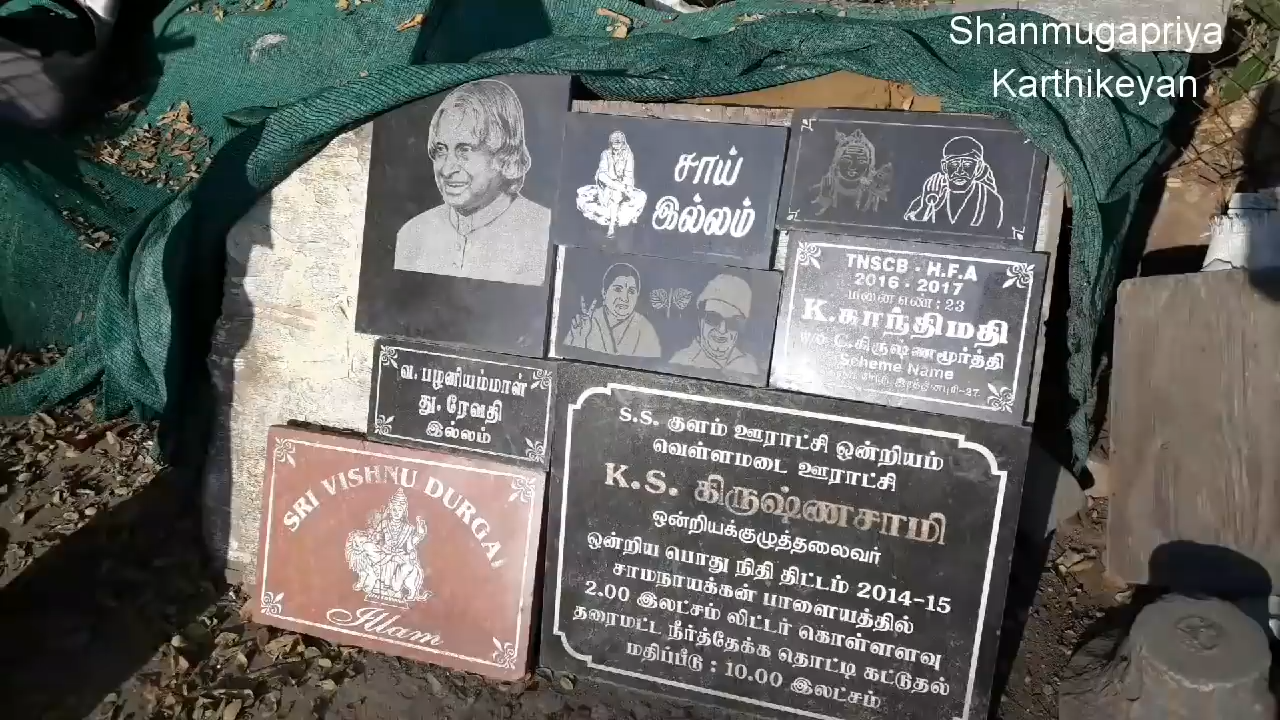 Shanmugapriya
Karthikeyan
சாய்
இல்லம்
TNSCB - H.F.A
2016 - 2017
மனை எண் : 23
K.காந்திமதி
W/o C.கிருஷ்ணமூர்த்தி
Scheme Name
வ. பழனியம்மாள்
து. ரேவதி
இல்லம்
SRI VISHNU DURGAI
Illam
S.S. குளம் ஊராட்சி ஒன்றியம்
வெள்ளமடை ஊராட்சி
K.S. கிருஷ்ணசாமி
ஒன்றியக்குழுத்தலைவர்
ஒன்றிய பொது நிதி திட்டம் 2014-15
சாமநாயக்கன் பாளையத்தில்
2.00 இலட்சம் லிட்டர் கொள்ளளவு
தரைமட்ட நீர்த்தேக்க தொட்டி கட்டுதல்
மதிப்பீடு : 10.00 இலட்சம்